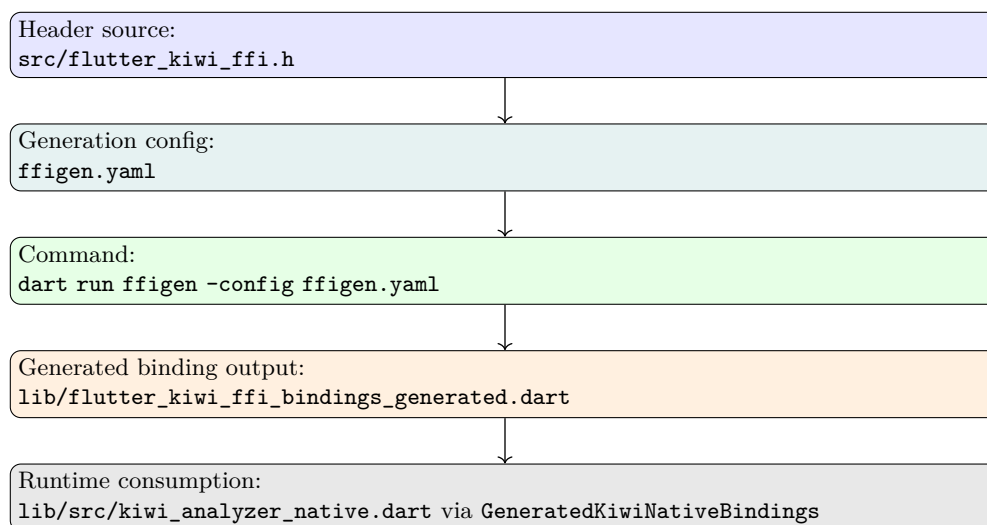 Header source:
src/flutter_kiwi_ffi.h
Generation config:
ffigen.yaml
Command:
dart run ffigen -config ffigen.yaml
Generated binding output:
lib/flutter_kiwi_ffi_bindings_generated.dart
Runtime consumption:
lib/src/kiwi_analyzer_native.dart via GeneratedKiwiNativeBindings